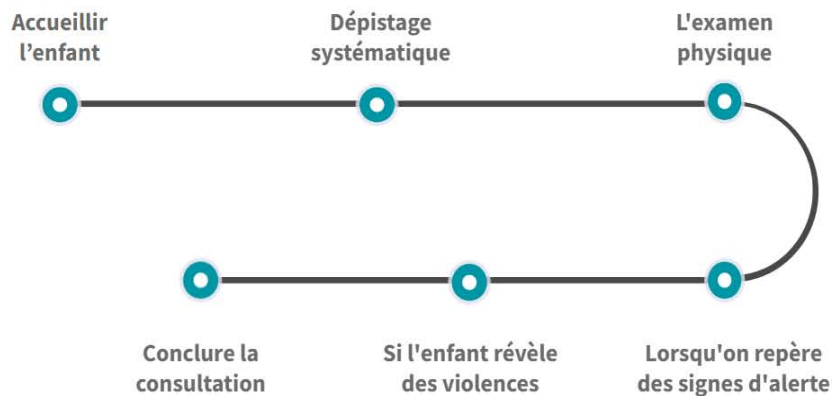 Accueillir
l’enfant
Dépistage
systématique
L'examen
physique
Lorsqu'on repère
des signes d'alerte
Si l'enfant révèle
des violences
Conclure la
consultation